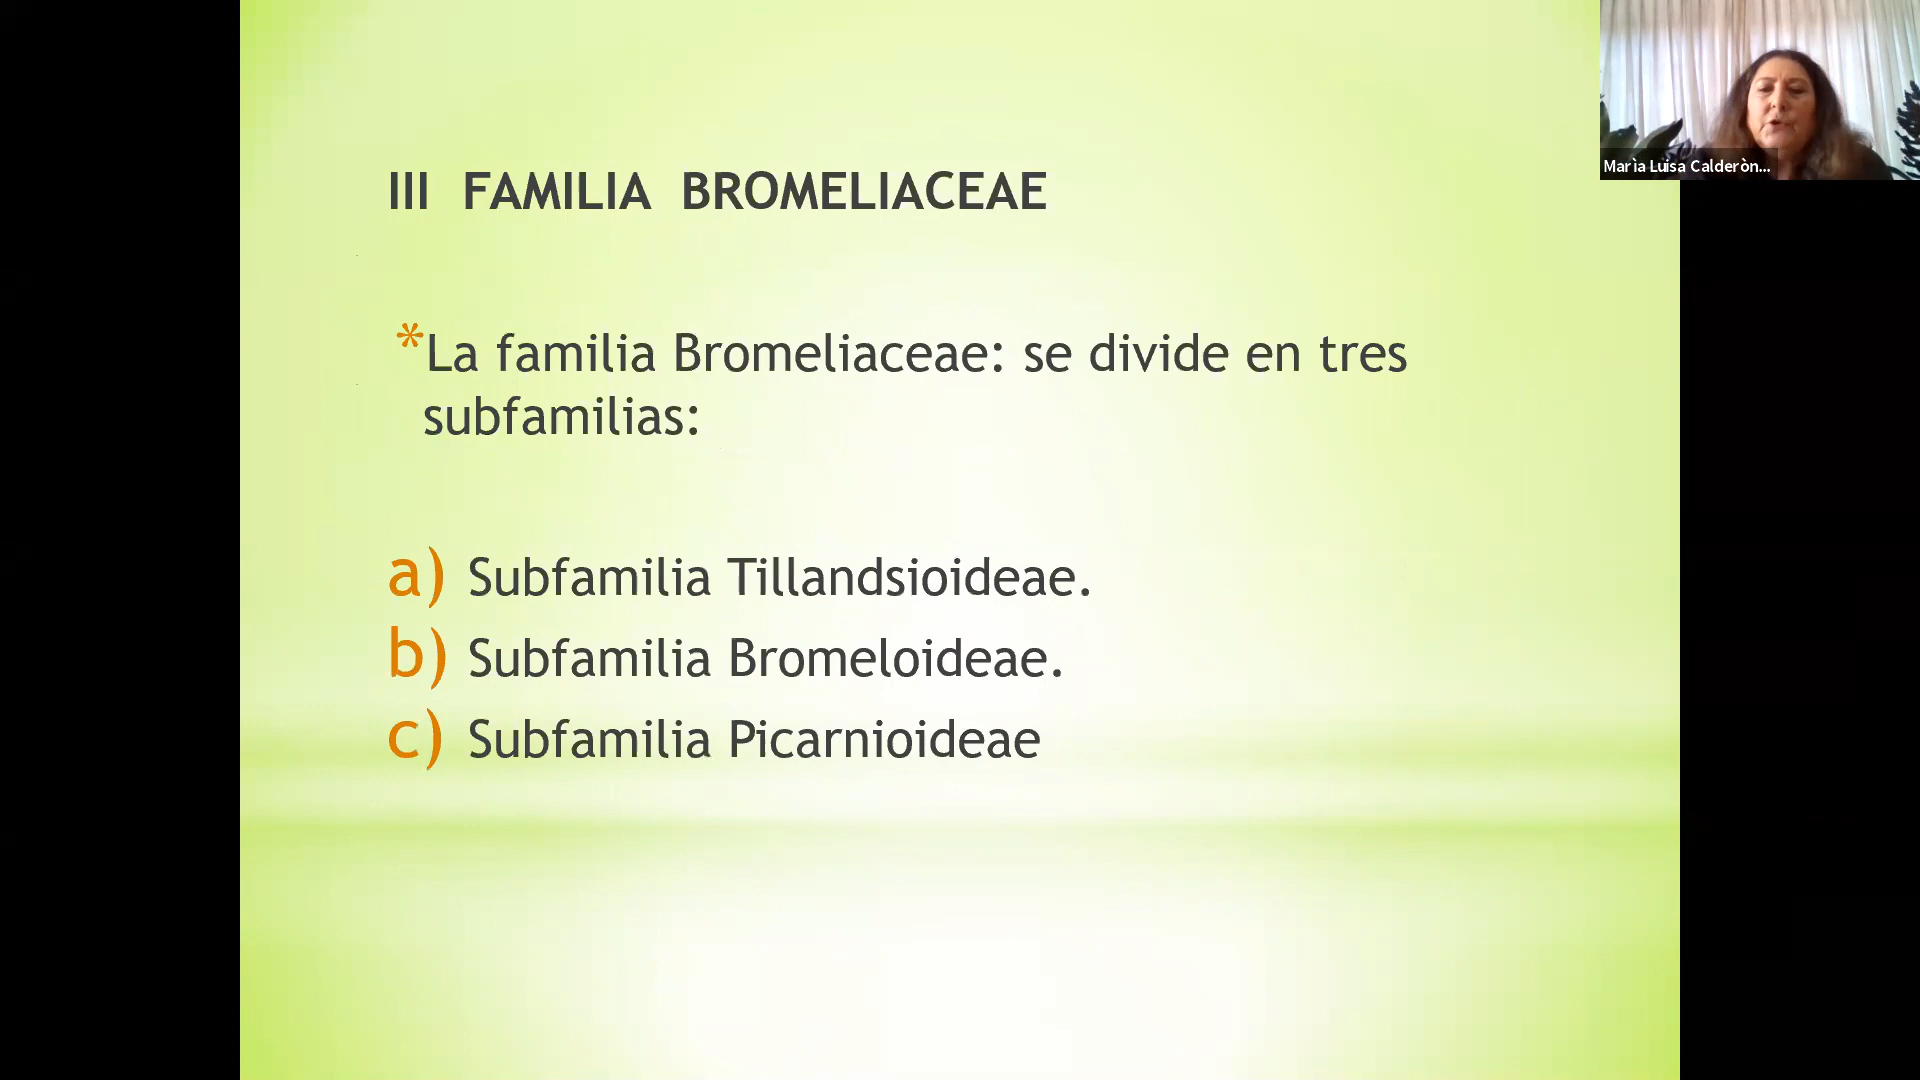 III FAMILIA BROMELIACEAE
*La familia Bromeliaceae: se divide en tres
subfamilias:
a) Subfamilia Tillandsioideae.
b) Subfamilia Bromeloideae.
c) Subfamilia Picarnioideae
Marìa Luisa Calderòn...